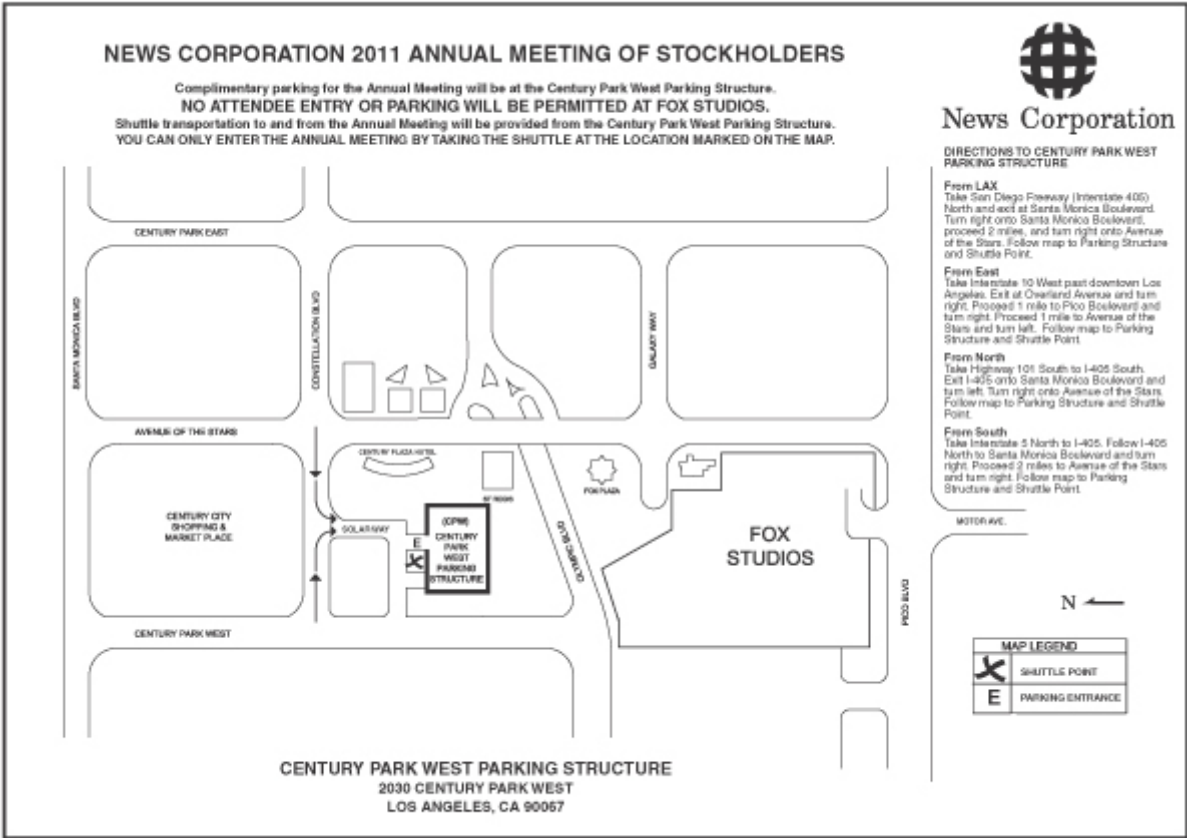 NEWS CORPORATION 2011 ANNUAL MEETING OF STOCKHOLDERS
Complimentary parking for the Annual Meeting will be at the Century Park West Parking Structure.
NO ATTENDEE ENTRY OR PARKING WILL BE PERMITTED AT FOX STUDIOS.
Shuttle transportation to and from the Annual Meeting will be provided from the Century Park West Parking Structure.
YOU CAN ONLY ENTER THE ANNUAL MEETING BY TAKING THE SHUTTLE AT THE LOCATION MARKED ON THE MAP.
News Corporation
DIRECTIONS TO CENTURY PARK WEST
PARKING STRUCTURE
From LAX
Take San Diego Freeway (Interstate 405)
North and exit at Santa Monica Boulevard.
Turn right onto Santa Monica Boulevard,
proceed 2 miles, and turn right onto Avenue
of the Stars. Follow map to Parking Structure
and Shuttle Point.
From East
Take Interstate 10 West past downtown Los
Angeles. Exit at Overland Avenue and turn
right. Proceed 1 mile to Pico Boulevard and
turn right. Proceed 1 mile to Avenue of the
Stars and turn left. Follow map to Parking
Structure and Shuttle Point.
From North
Take Highway 101 South to I-405 South.
Exit I-405 onto Santa Monica Boulevard and
turn left. Turn right onto Avenue of the Stars.
Follow map to Parking Structure and Shuttle
Point.
From South
Take Interstate 5 North to I-405. Follow I-405
North to Santa Monica Boulevard and turn
right. Proceed 2 miles to Avenue of the Stars
and turn right. Follow map to Parking
Structure and Shuttle Point.
CENTURY PARK EAST
SANTA MONICA BLVD
CONSTELLATION BLVD
GALAXY WAY
AVENUE OF THE STARS
CENTURY PLAZA HOTEL
ST REGIS
FOX PLAZA
CENTURY CITY
SHOPPING &
MARKET PLACE
SOLAR WAY
E
(CPW)
CENTURY
PARK
WEST
PARKING
STRUCTURE
OLYMPIC BLVD
FOX
STUDIOS
MOTOR AVE.
PICO BLVD
CENTURY PARK WEST
N
MAP LEGEND
SHUTTLE POINT
E PARKING ENTRANCE
CENTURY PARK WEST PARKING STRUCTURE
2030 CENTURY PARK WEST
LOS ANGELES, CA 90067